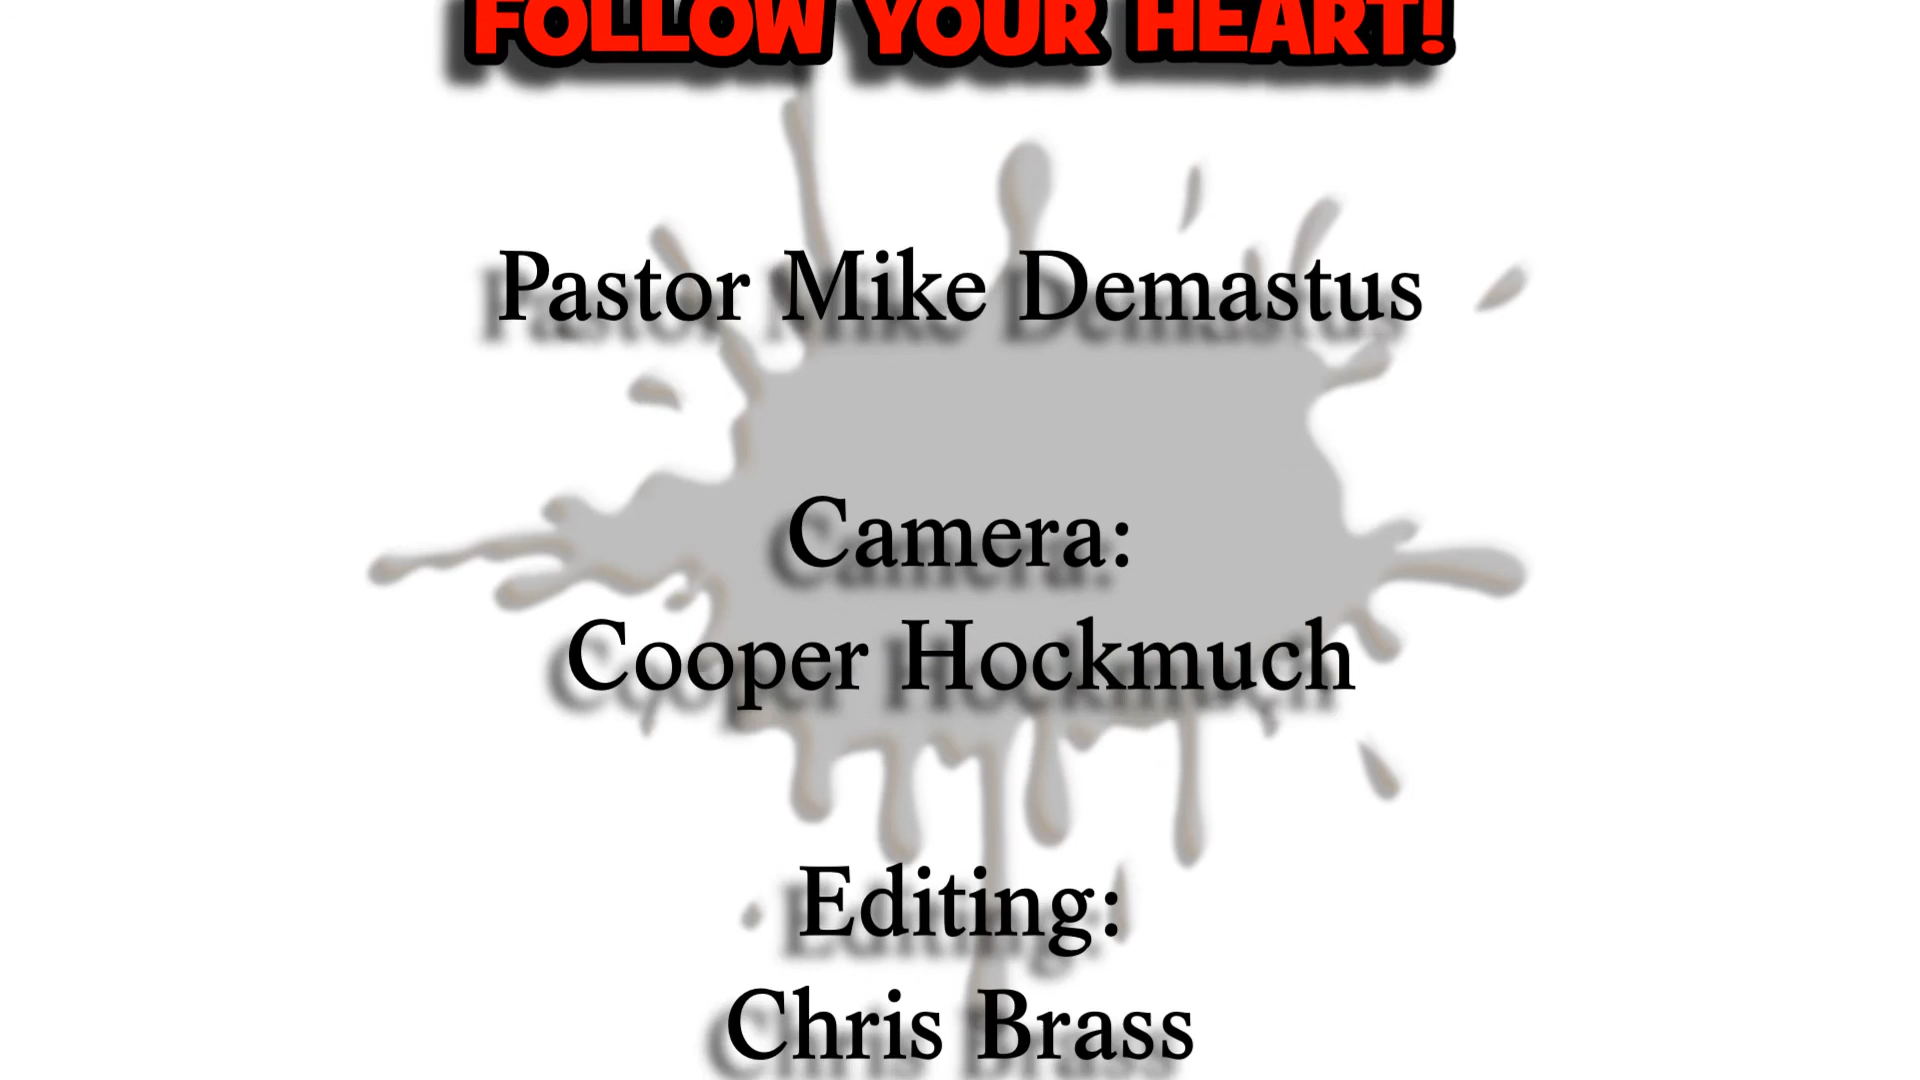 FOLLOW YOUR HEART!
Pastor Mike Demastus
Camera:
Cooper Hockmuch
Editing:
Chris Brass